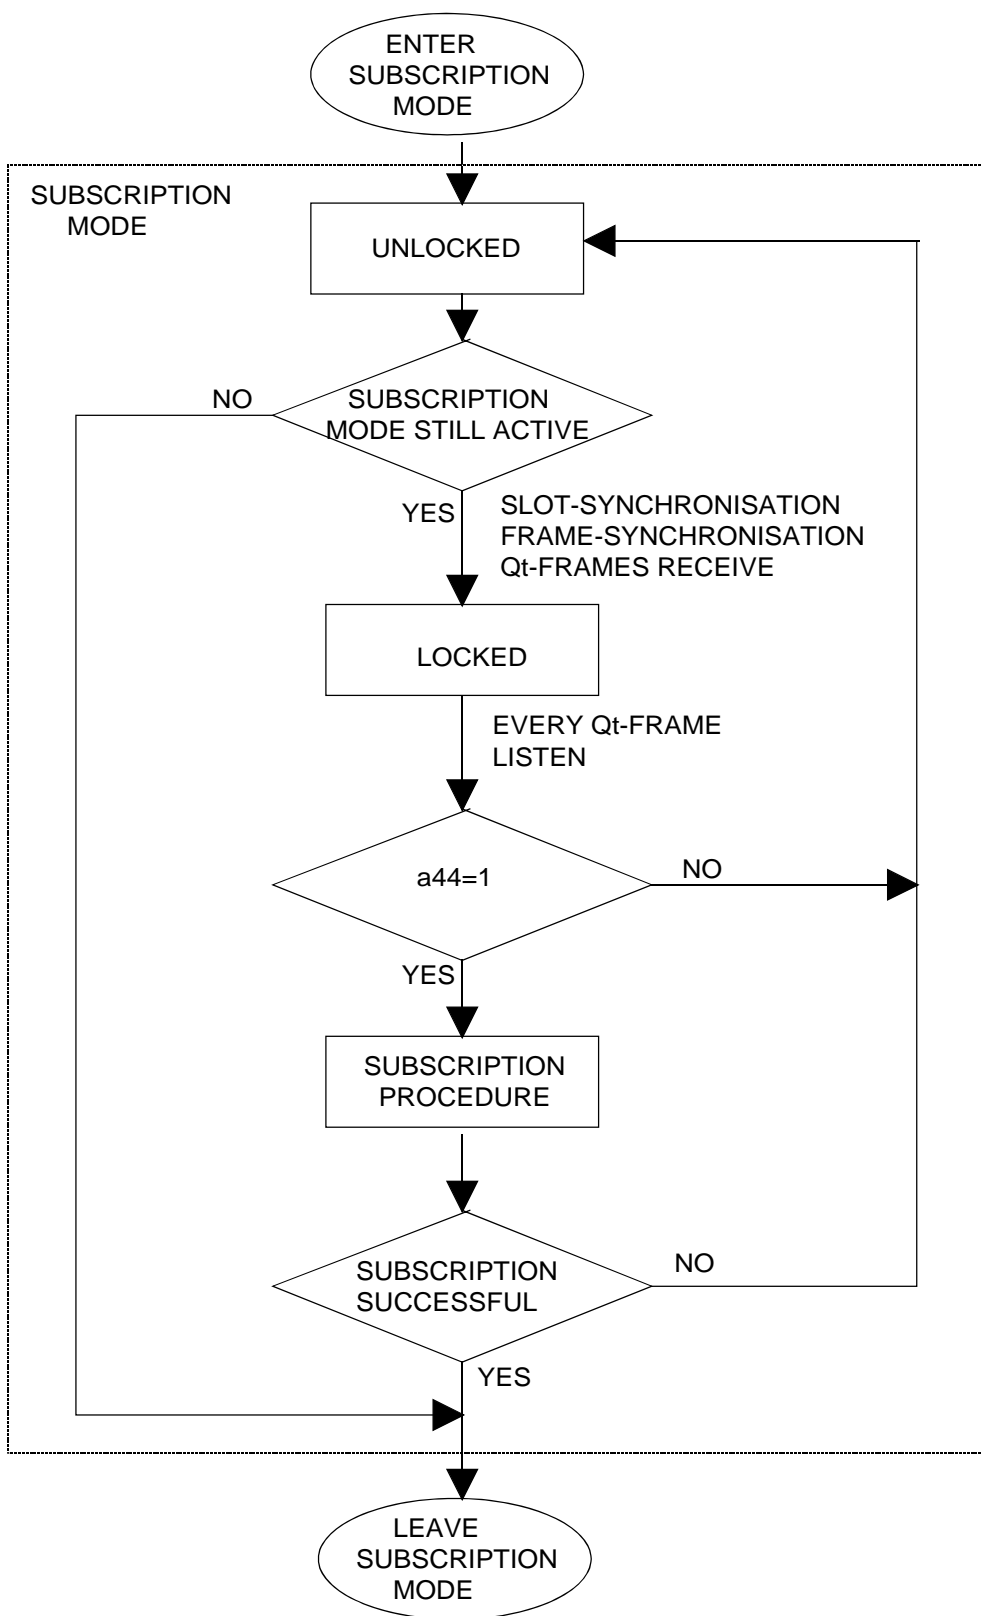 ENTER
SUBSCRIPTION
MODE
SUBSCRIPTION
MODE
UNLOCKED
NO
SUBSCRIPTION
MODE STILL ACTIVE
YES
SLOT-SYNCHRONISATION
FRAME-SYNCHRONISATION
Qt-FRAMES RECEIVE
LOCKED
EVERY Qt-FRAME
LISTEN
a44=1
NO
YES
SUBSCRIPTION
PROCEDURE
SUBSCRIPTION
SUCCESSFUL
NO
YES
LEAVE
SUBSCRIPTION
MODE